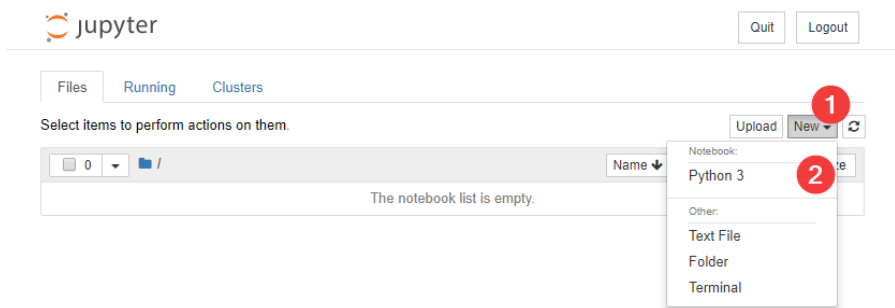 jupyter
Quit Logout
Files Running Clusters
1
Select items to perform actions on them.
Upload New
0 / Name
Notebook:
Python 3
2
The notebook list is empty.
Other:
Text File
Folder
Terminal